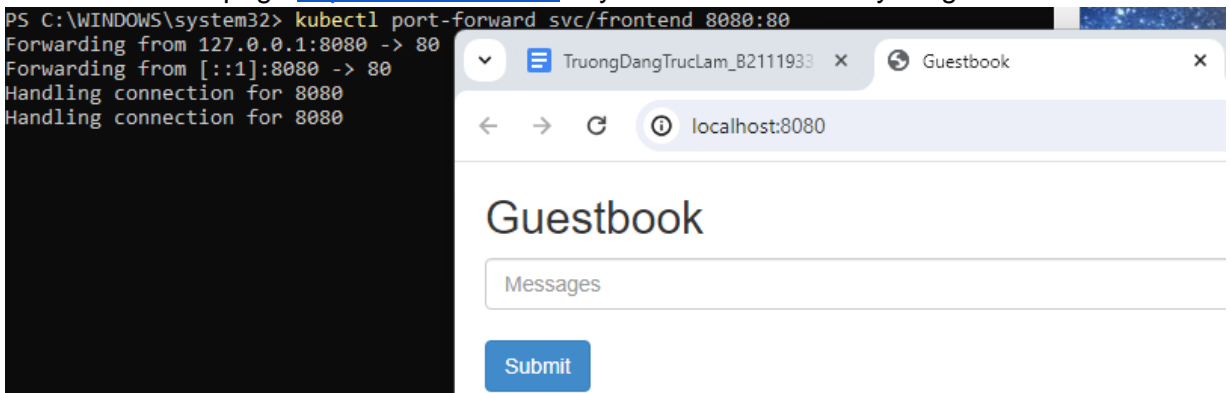 PS C:\WINDOWS\system32> kubectl port-forward svc/frontend 8080:80
Forwarding from 127.0.0.1:8080 -> 80
Forwarding from [::1]:8080 -> 80
Handling connection for 8080
Handling connection for 8080
TruongDangTrucLam_B2111933
Guestbook
localhost:8080
Guestbook
Messages
Submit